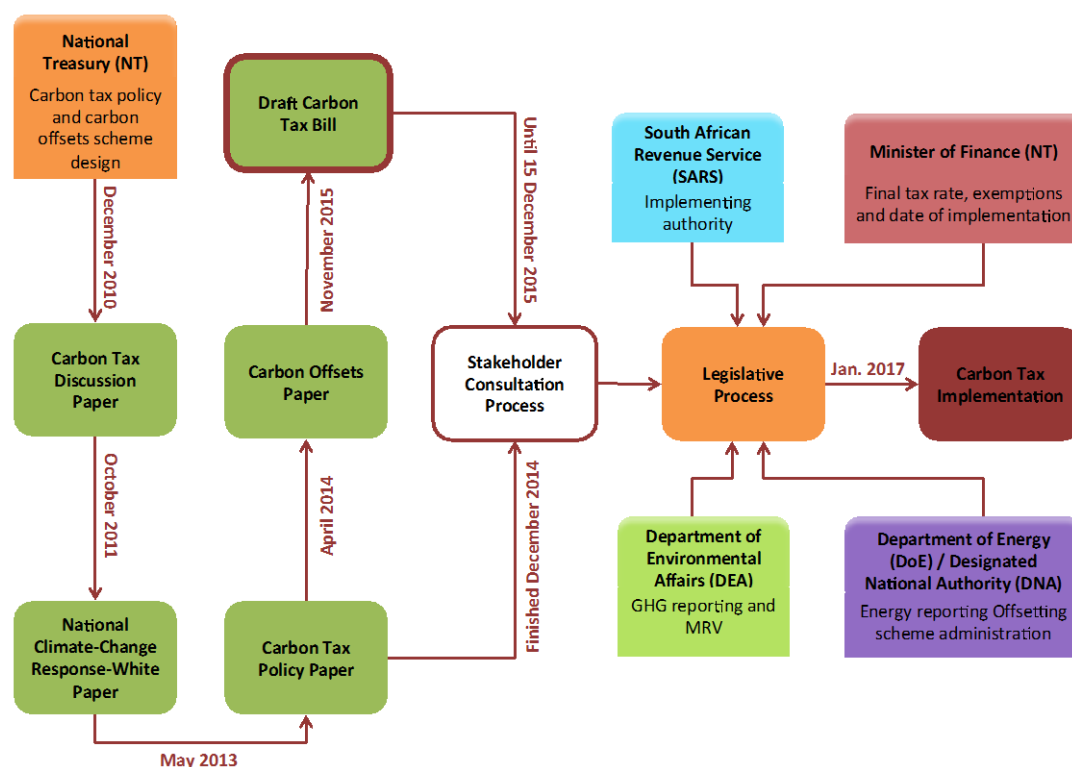 National
Treasury (NT)
Carbon tax policy
and carbon
offsets scheme
design
December 2010
Carbon Tax
Discussion
Paper
October 2011
National
Climate-Change
Response-White
Paper
May 2013
Carbon Tax
Policy Paper
April 2014
Carbon Offsets
Paper
November 2015
Draft Carbon
Tax Bill
Until 15 December 2015
Finished December 2014
Stakeholder
Consultation
Process
South African
Revenue Service
(SARS)
Implementing
authority
Minister of Finance (NT)
Final tax rate, exemptions
and date of implementation
Legislative
Process
Jan. 2017
Carbon Tax
Implementation
Department of
Environmental
Affairs (DEA)
GHG reporting and
MRV
Department of Energy
(DoE) / Designated
National Authority (DNA)
Energy reporting Offsetting
scheme administration